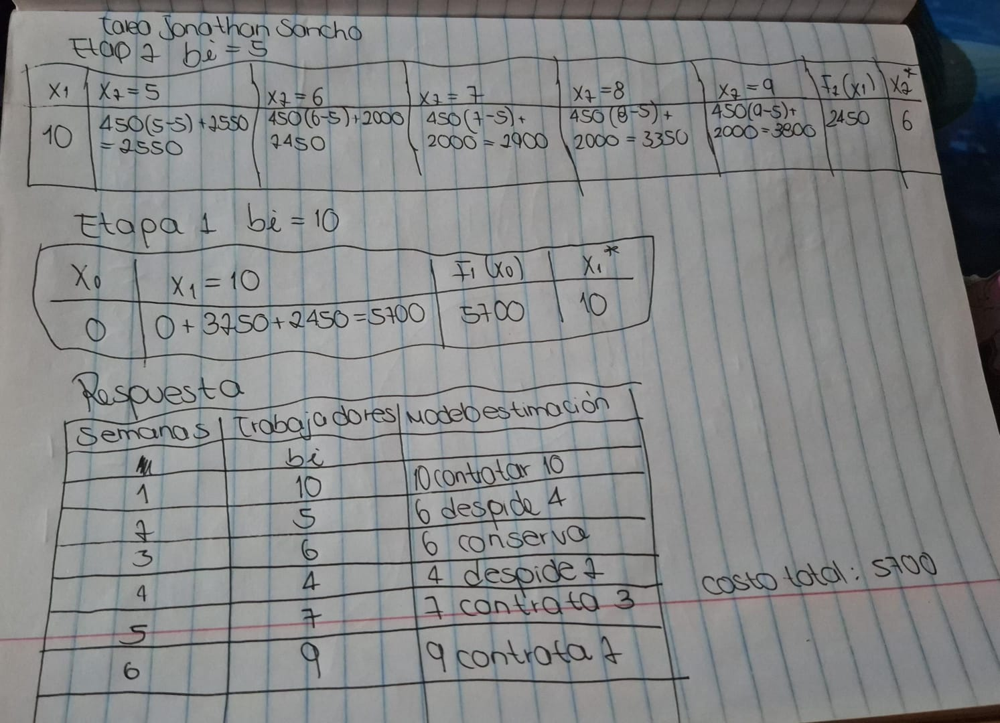 tarea Jonathan Sancho
Etap 2 bi = 5
X1 | X2 = 5 | X2 = 6 | X2 = 7 | X2 = 8 | X2 = 9 | F2(X1) | X2*
10 | 450(5-5) + 2550 = 2550 | 450(6-5) + 2000 2450 | 450(7-5) + 2000 = 2900 | 450(8-5) + 2000 = 3350 | 450(9-5) + 2000 = 3800 | 2450 | 6
Etapa 1 bi = 10
X0 | X1 = 10 | F1(X0) | X1*
0 | 0 + 3250 + 2450 = 5700 | 5700 | 10
Respuesta
Semanas | Trabajadores | Modelo estimación
bi
1 | 10 | 10 contratar 10
2 | 5 | 6 despide 4
3 | 6 | 6 conserva
4 | 4 | 4 despide 2
5 | 7 | 7 contrata 3
6 | 9 | 9 contrata 2
costo total: 5700